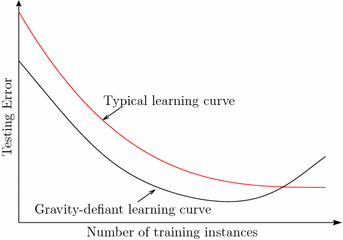 Testing Error
Typical learning curve
Gravity-defiant learning curve
Number of training instances